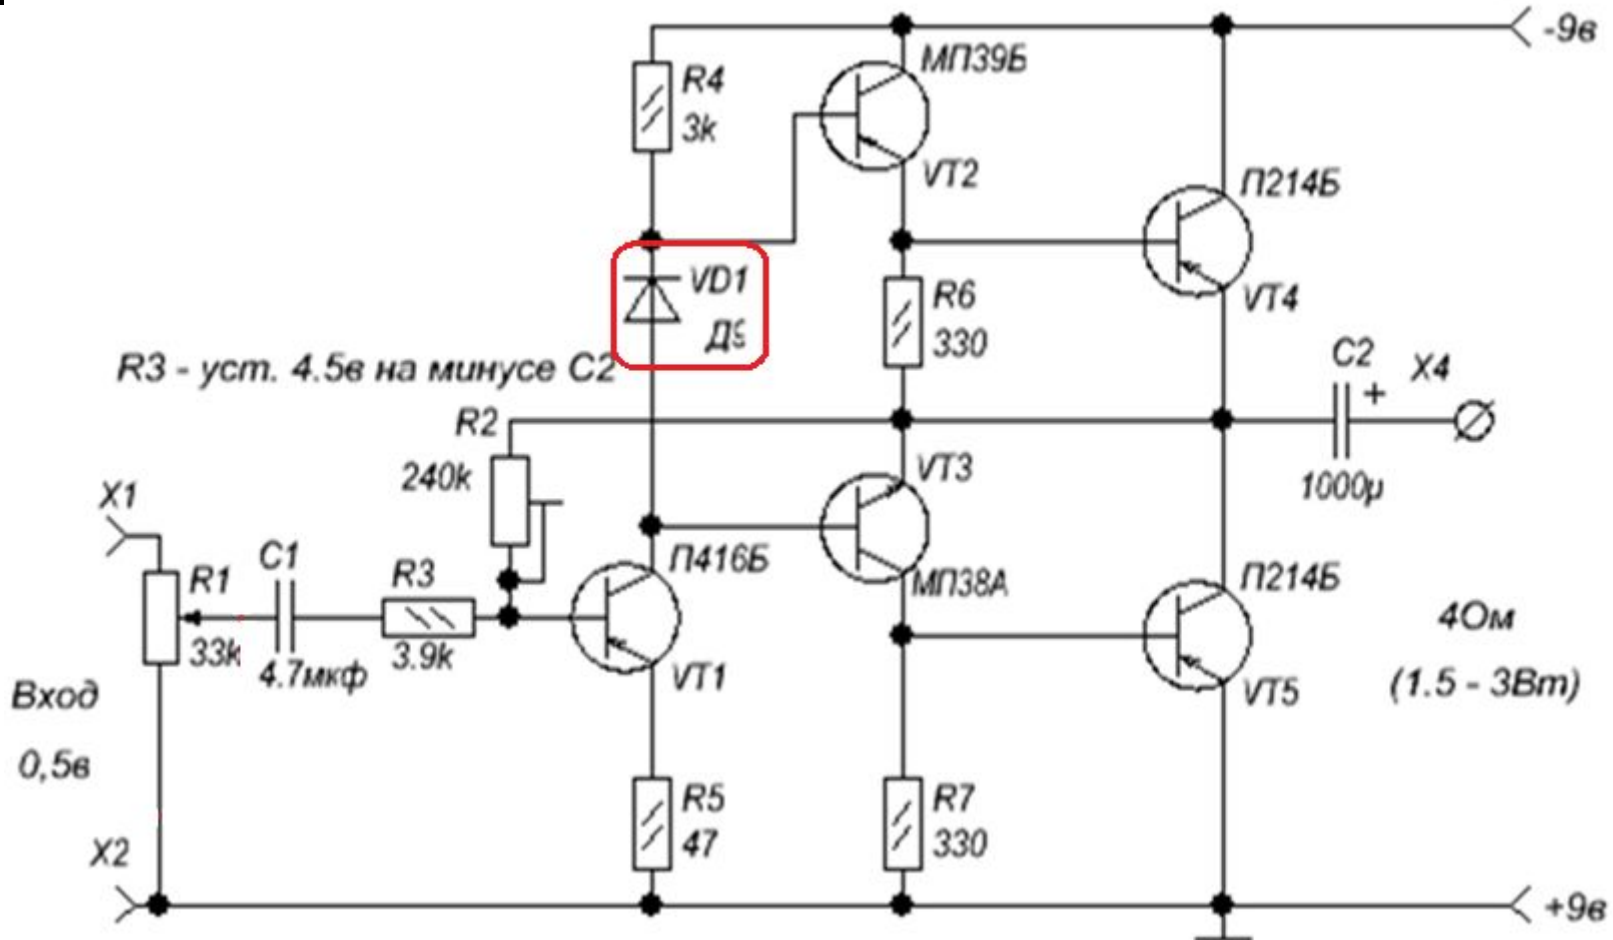 -9в
МП39Б
R4
3k
VT2
П214Б
VD1
Д9
R6
330
VT4
R3 - уст. 4.5в на минусе С2
C2
+
X4
R2
240k
VT3
1000µ
X1
C1
R3
П416Б
МП38А
П214Б
R1
33k
4.7мкф
3.9k
VT1
VT5
4Ом
(1.5 - 3Вт)
Вход
0,5в
R5
47
R7
330
X2
+9в